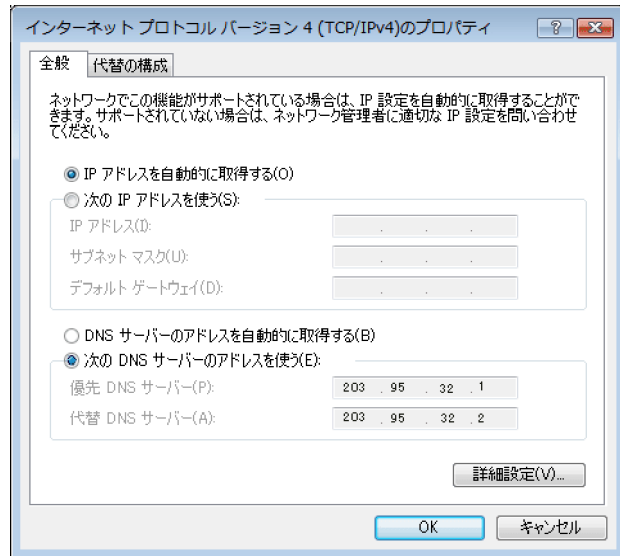 インターネット プロトコル バージョン 4 (TCP/IPv4)のプロパティ
全般 代替の構成
ネットワークでこの機能がサポートされている場合は、IP 設定を自動的に取得することがで
きます。サポートされていない場合は、ネットワーク管理者に適切な IP 設定を問い合わせ
てください。
IP アドレスを自動的に取得する(O)
次の IP アドレスを使う(S):
IP アドレス(I): . . .
サブネット マスク(U): . . .
デフォルト ゲートウェイ(D): . . .
DNS サーバーのアドレスを自動的に取得する(B)
次の DNS サーバーのアドレスを使う(E):
優先 DNS サーバー(P): 203 . 95 . 32 . 1
代替 DNS サーバー(A): 203 . 95 . 32 . 2
詳細設定(V)...
OK キャンセル